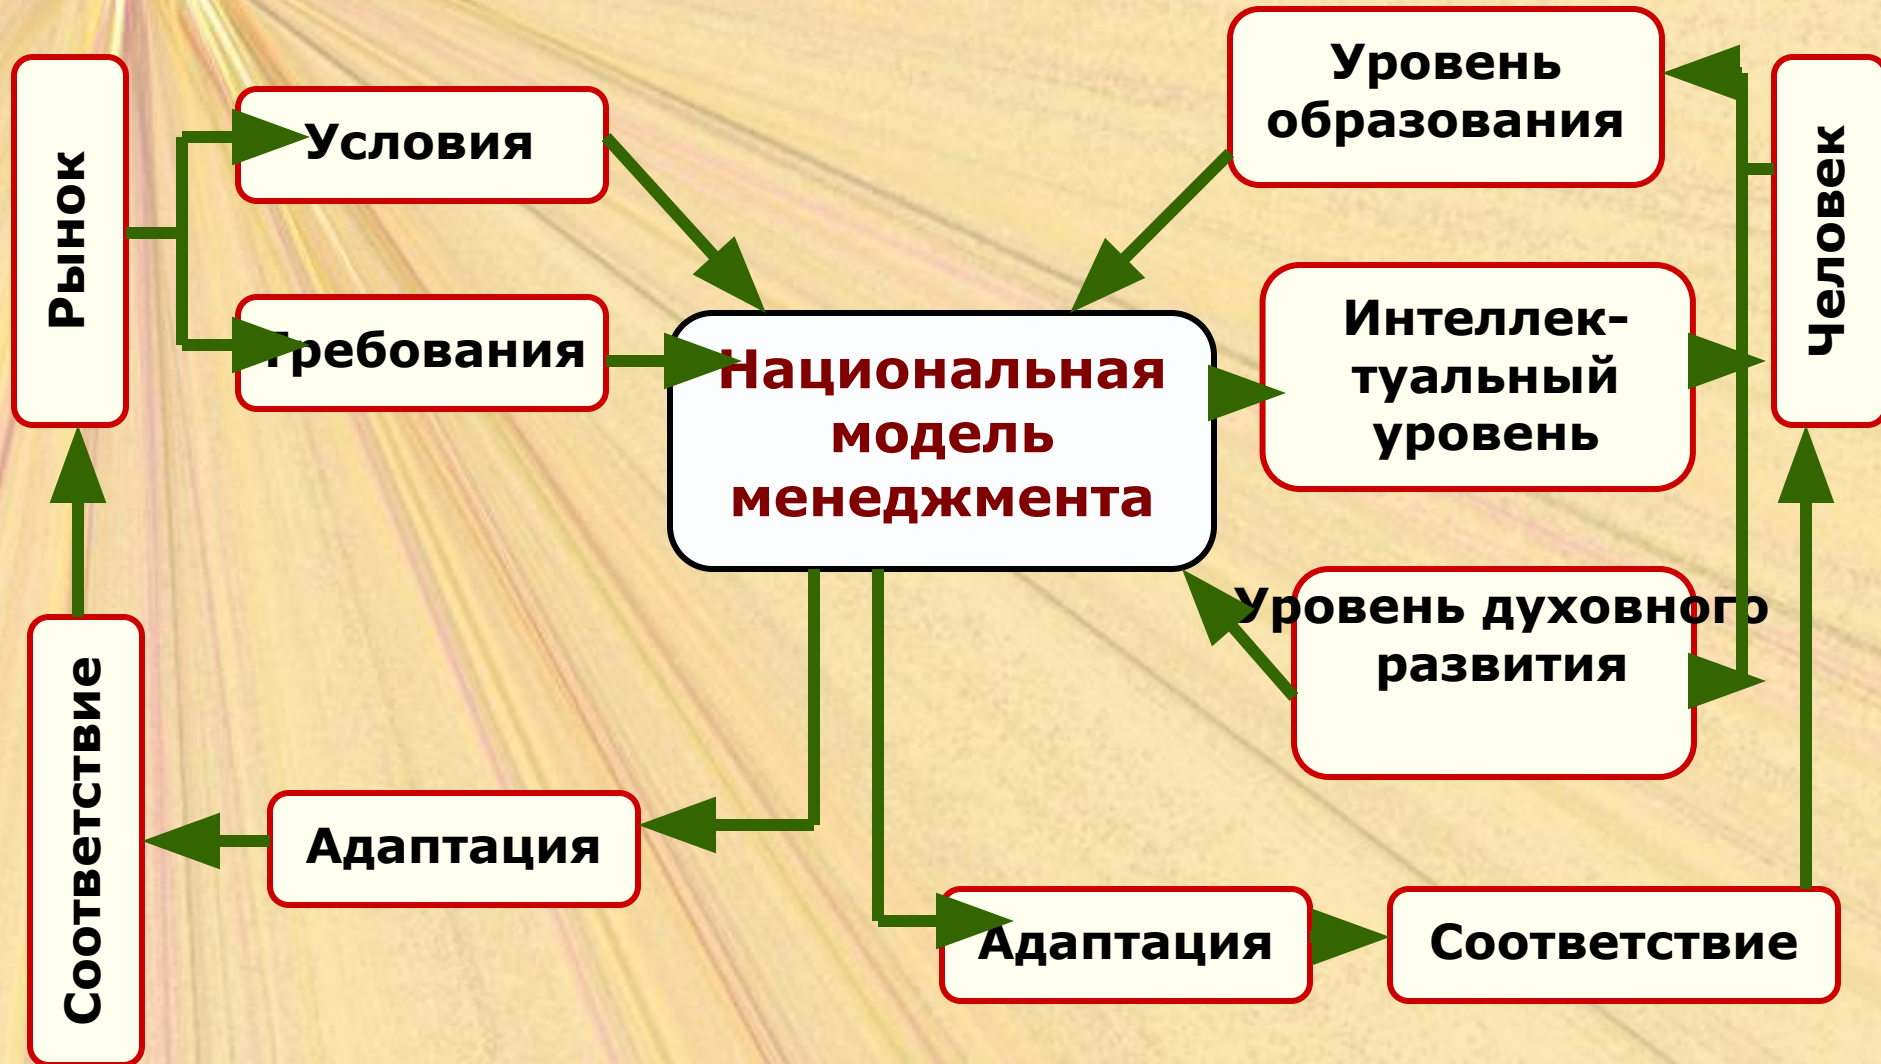 Рынок
Условия
Требования
Национальная
модель
менеджмента
Уровень
образования
Интеллек-
туальный
уровень
Уровень духовного
развития
Человек
Соответствие
Адаптация
Адаптация
Соответствие